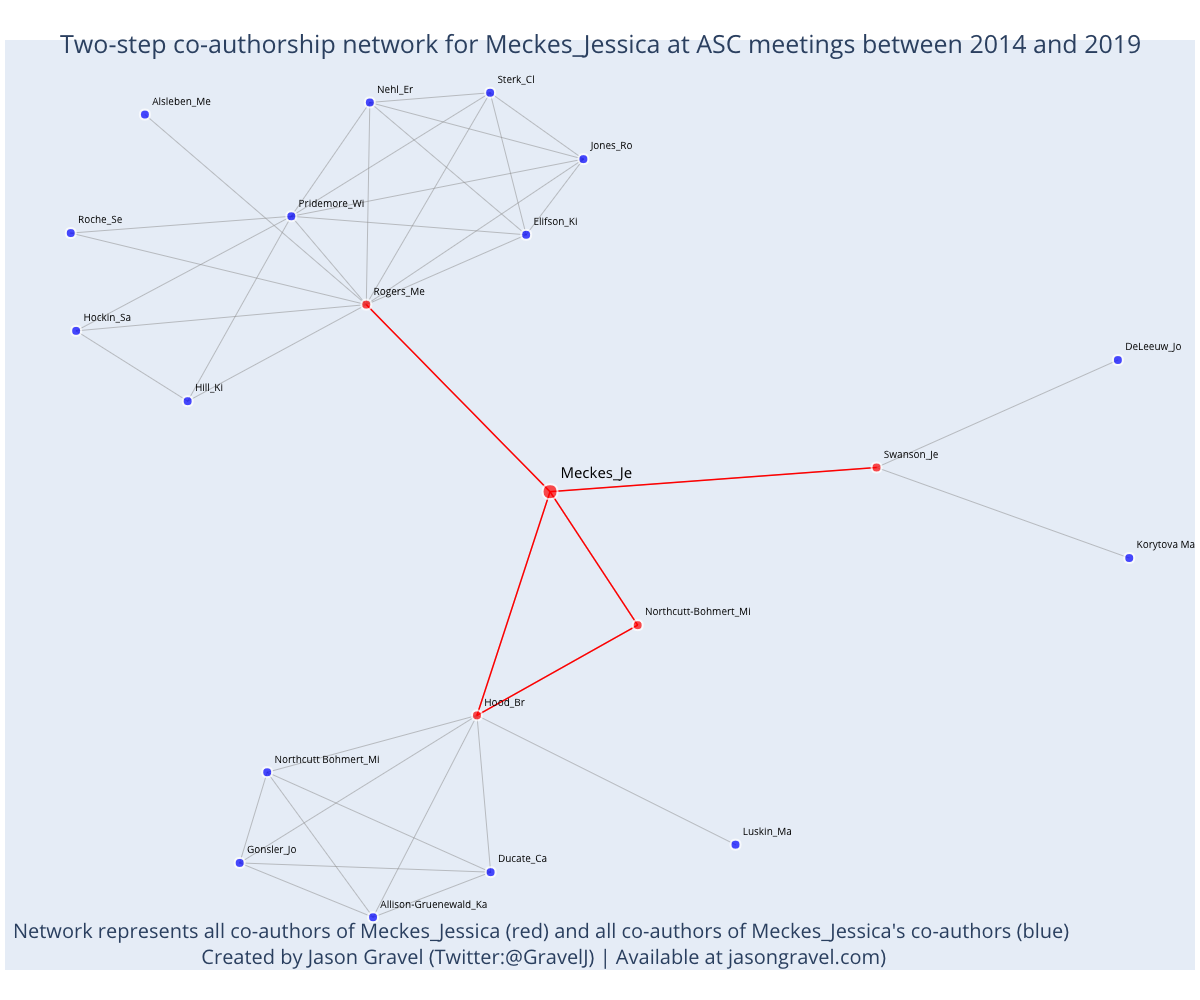 Two-step co-authorship network for Meckes_Jessica at ASC meetings between 2014 and 2019
Sterk_Cl
Nehl_Er
Alsleben_Me
Jones_Ro
Pridemore_Wi
Roche_Se
Elifson_Ki
Rogers_Me
Hockin_Sa
DeLeeuw_Jo
Hill_Ki
Swanson_Je
Meckes_Je
Korytova Ma
Northcutt-Bohmert_Mi
Hood_Br
Northcutt Bohmert_Mi
Luskin_Ma
Gonsler_Jo
Ducate_Ca
Allison-Gruenewald_Ka
Network represents all co-authors of Meckes_Jessica (red) and all co-authors of Meckes_Jessica's co-authors (blue)
Created by Jason Gravel (Twitter:@GravelJ) | Available at jasongravel.com)